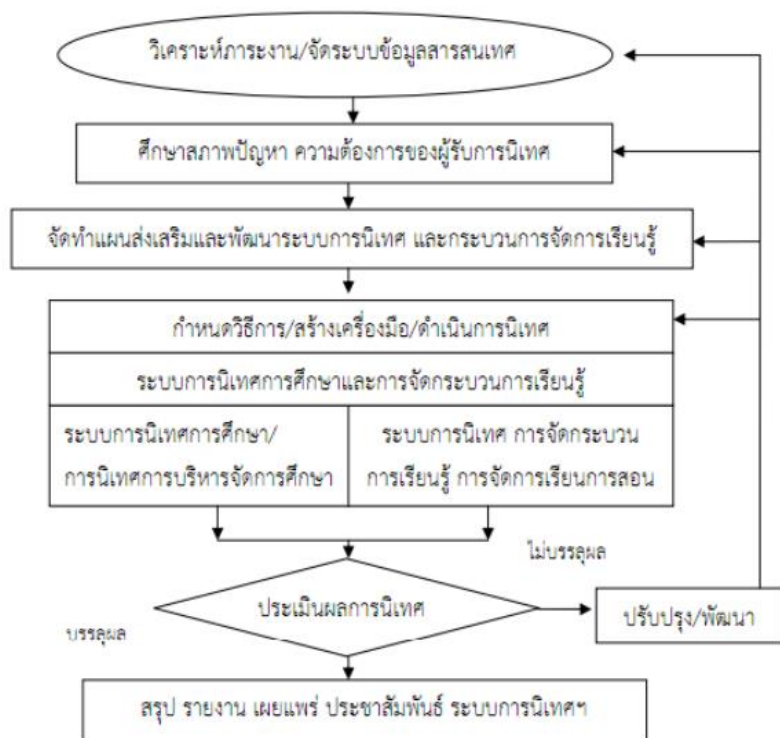 วิเคราะห์ภาระงาน/จัดระบบข้อมูลสารสนเทศ
ศึกษาสภาพปัญหา ความต้องการของผู้รับการนิเทศ
จัดทำแผนส่งเสริมและพัฒนาระบบการนิเทศ และกระบวนการจัดการเรียนรู้
กำหนดวิธีการ/สร้างเครื่องมือ/ดำเนินการนิเทศ
ระบบการนิเทศการศึกษาและการจัดกระบวนการเรียนรู้
ระบบการนิเทศการศึกษา/
การนิเทศการบริหารจัดการศึกษา
ระบบการนิเทศ การจัดกระบวน
การเรียนรู้ การจัดการเรียนการสอน
ไม่บรรลุผล
ประเมินผลการนิเทศ
ปรับปรุง/พัฒนา
บรรลุผล
สรุป รายงาน เผยแพร่ ประชาสัมพันธ์ ระบบการนิเทศฯ